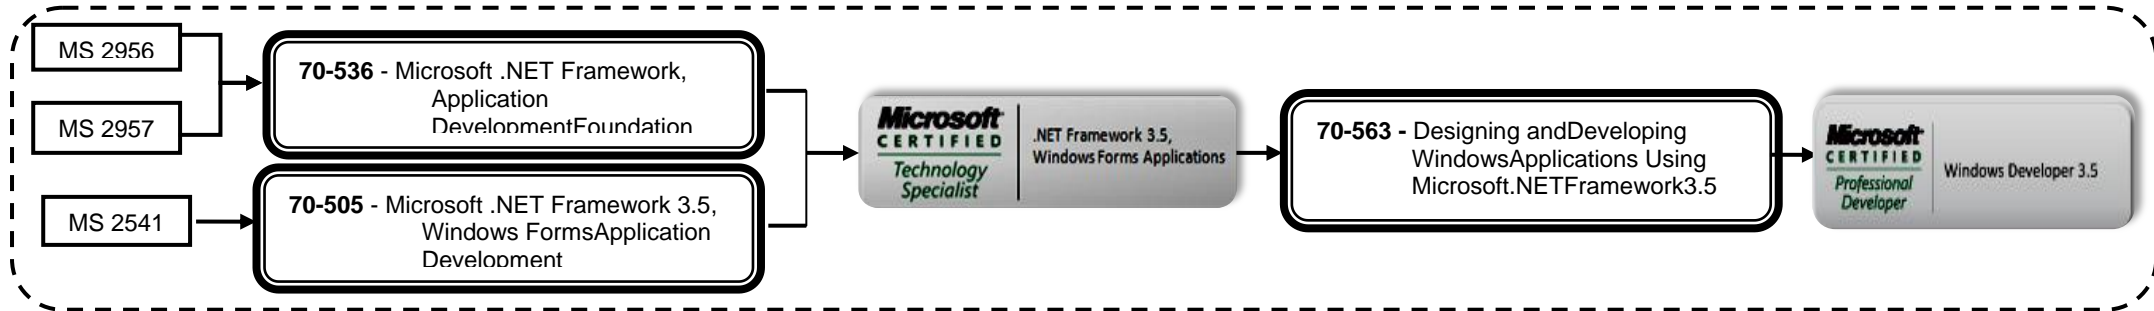 MS 2956
MS 2957
MS 2541
70-536 - Microsoft .NET Framework,
Application
DevelopmentFoundation
70-505 - Microsoft .NET Framework 3.5,
Windows FormsApplication
Development
Microsoft
CERTIFIED
Technology
Specialist
.NET Framework 3.5,
Windows Forms Applications
70-563 - Designing andDeveloping
WindowsApplications Using
Microsoft.NETFramework3.5
Microsoft
CERTIFIED
Professional
Developer
Windows Developer 3.5